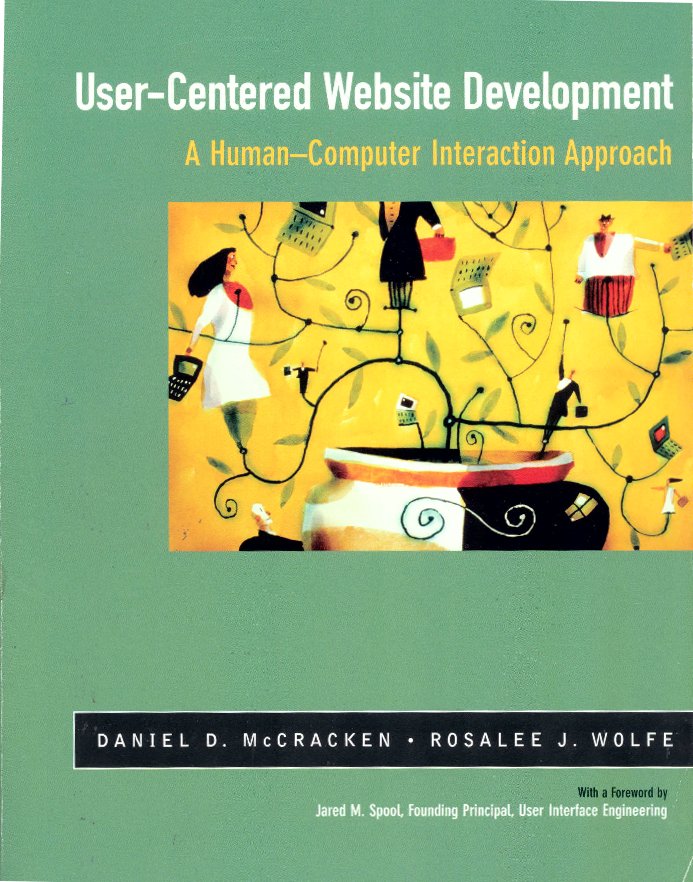 User-Centered Website Development
A Human–Computer Interaction Approach
DANIEL D. McCRACKEN • ROSALEE J. WOLFE
With a Foreword by
Jared M. Spool, Founding Principal, User Interface Engineering